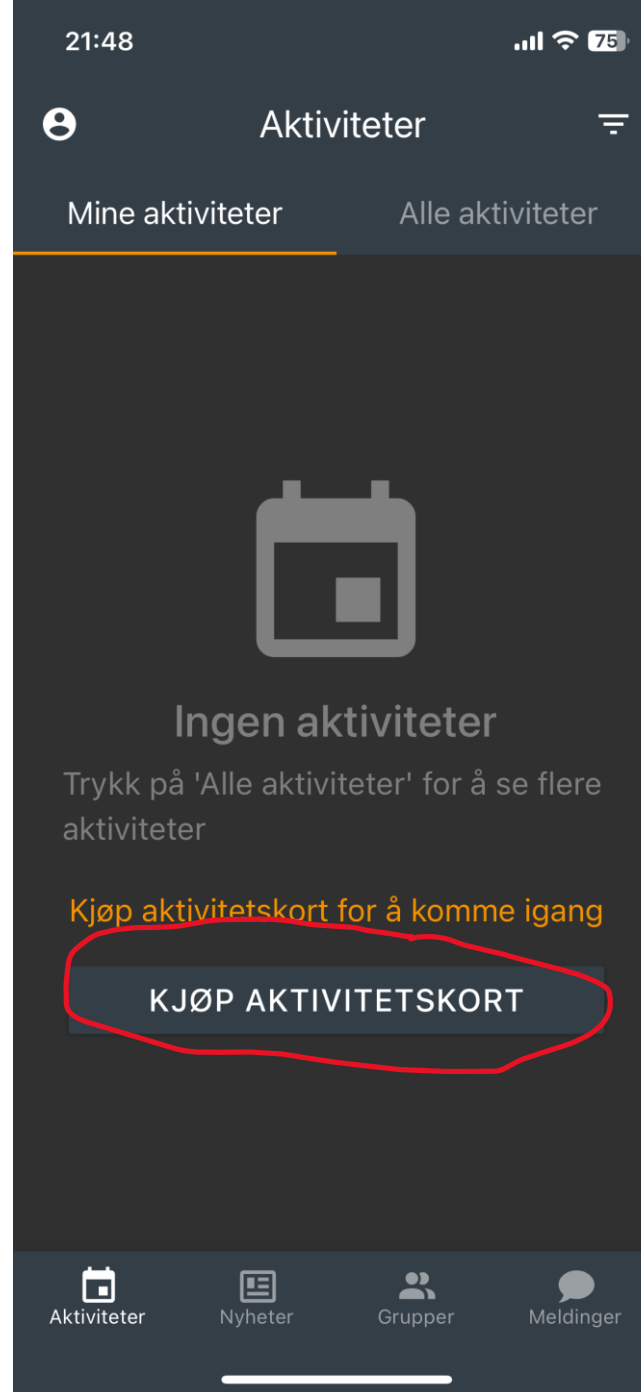 21:48
75
Aktiviteter
Mine aktiviteter
Alle aktiviteter
Ingen aktiviteter
Trykk på 'Alle aktiviteter' for å se flere
aktiviteter
Kjøp aktivitetskort for å komme igang
KJØP AKTIVITETSKORT
Aktiviteter
Nyheter
Grupper
Meldinger